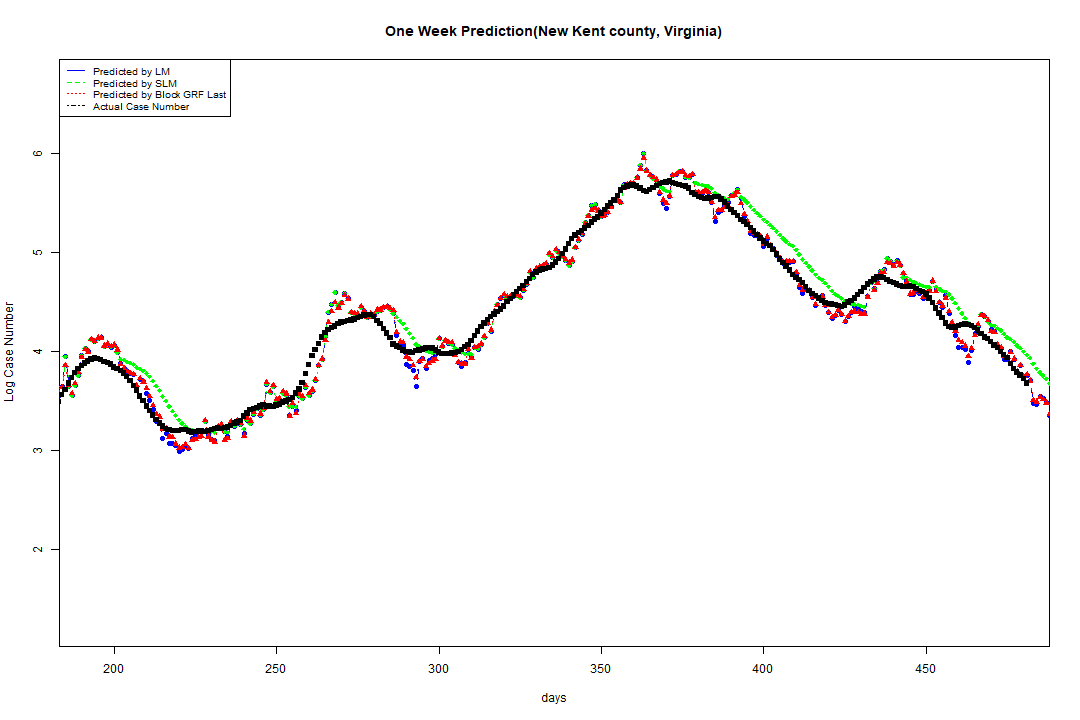 One Week Prediction(New Kent county, Virginia)
Predicted by LM
Predicted by SLM
Predicted by Block GRF Last
Actual Case Number
Log Case Number
6
5
4
3
2
200 250 300 350 400 450
days